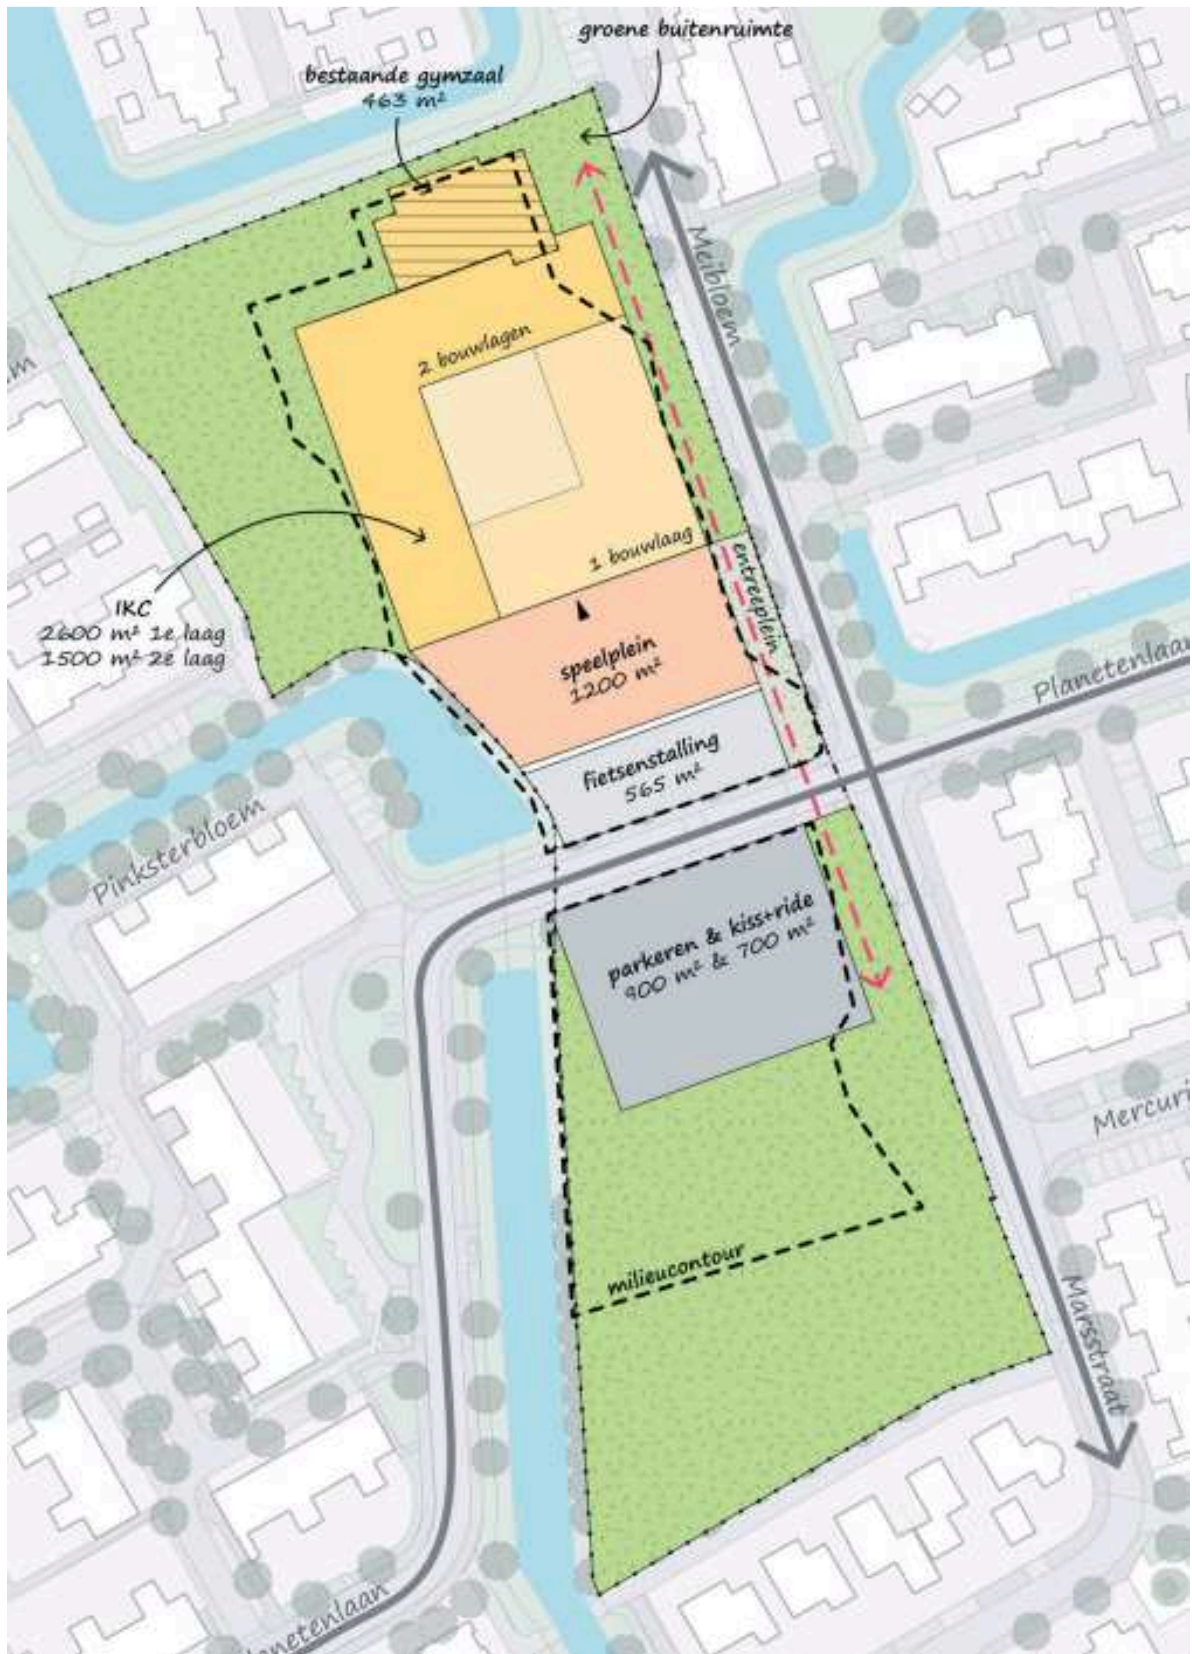 groene buitenruimte
bestaande gymzaal
463 m²
Meibloem
2 bouwlagen
1 bouwlaag
entreeplein
IKC
2600 m² 1e laag
1500 m² 2e laag
speelplein
1200 m²
Planetenlaan
fietsenstalling
565 m²
Pinksterbloem
parkeren & kiss+ride
900 m² & 700 m²
Mercuri
milieucontour
Marsstraat
lanetenlaan